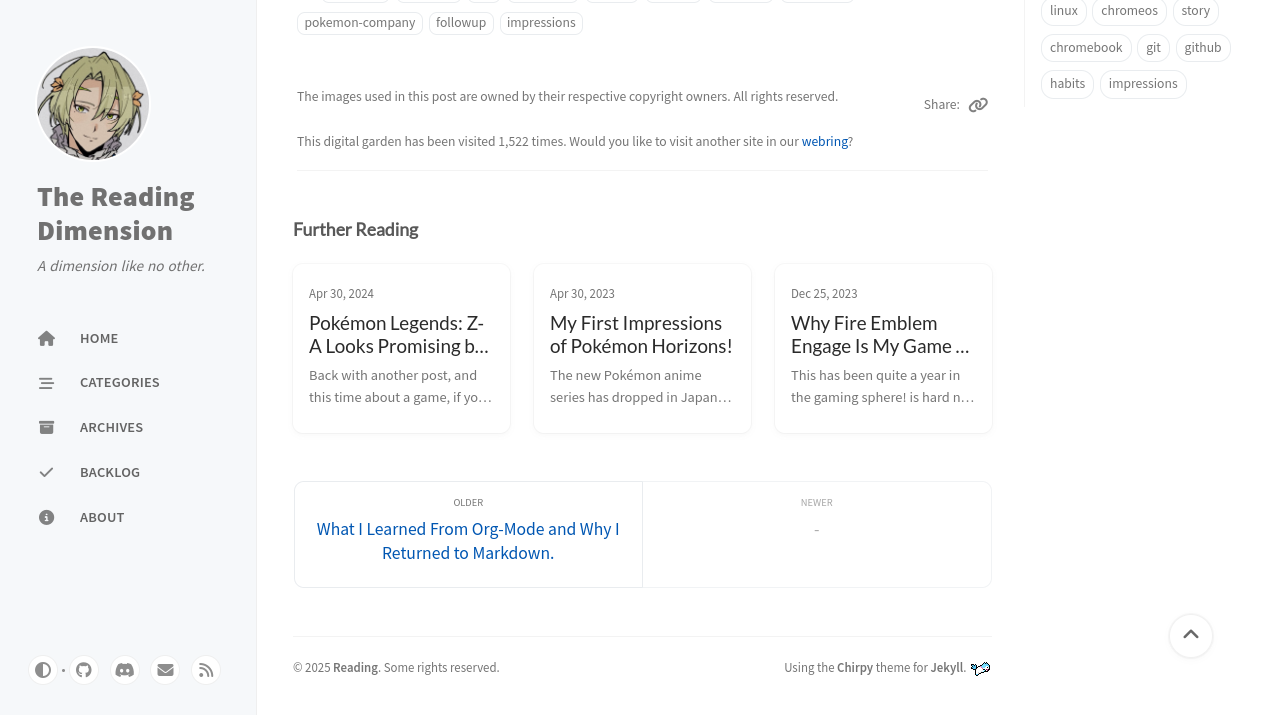 The Reading
Dimension
A dimension like no other.
HOME
CATEGORIES
ARCHIVES
BACKLOG
ABOUT
pokemon-company
followup
impressions
The images used in this post are owned by their respective copyright owners. All rights reserved.
Share:
This digital garden has been visited 1,522 times. Would you like to visit another site in our webring?
Further Reading
Apr 30, 2024
Pokémon Legends: Z-
A Looks Promising b...
Back with another post, and
this time about a game, if yo...
Apr 30, 2023
My First Impressions
of Pokémon Horizons!
The new Pokémon anime
series has dropped in Japan...
Dec 25, 2023
Why Fire Emblem
Engage Is My Game ...
This has been quite a year in
the gaming sphere! is hard n...
OLDER
What I Learned From Org-Mode and Why I
Returned to Markdown.
NEWER
-
© 2025 Reading. Some rights reserved.
Using the Chirpy theme for Jekyll.
linux
chromeos
story
chromebook
git
github
habits
impressions